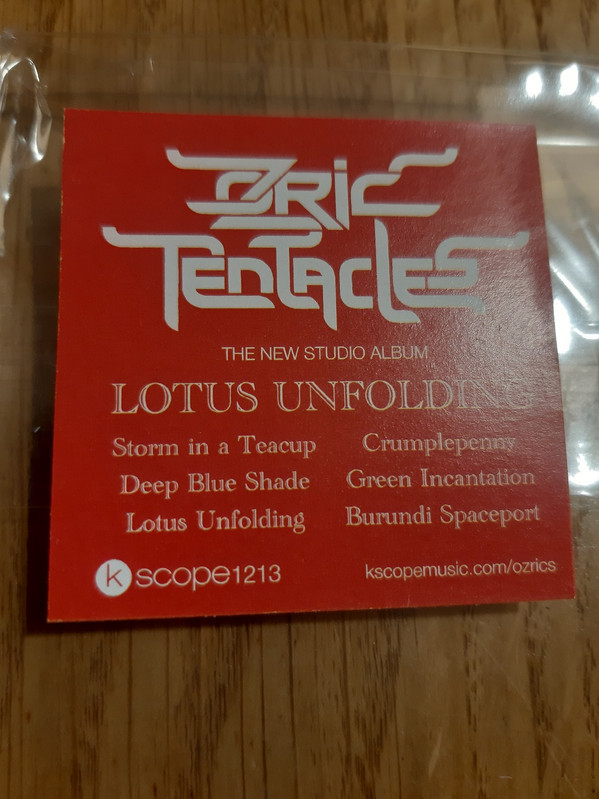 OZRIC
TENTACLES
THE NEW STUDIO ALBUM
LOTUS UNFOLDING
Storm in a Teacup
Deep Blue Shade
Lotus Unfolding
Crumplepenny
Green Incantation
Burundi Spaceport
k scope1213
kscopemusic.com/ozrics